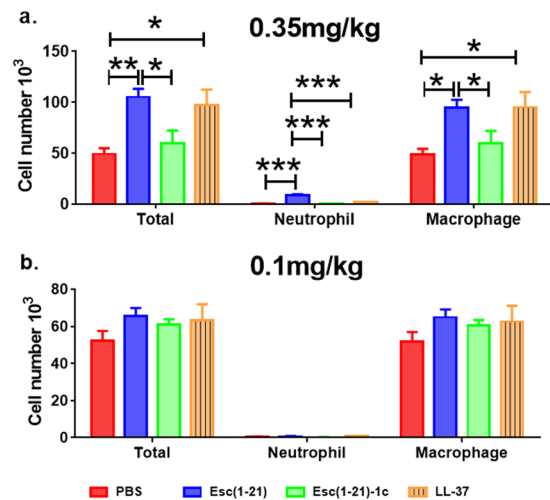 a.
0.35mg/kg
Cell number 10³
150
100
50
0
*
** *
***
***
***
*
* *
Total Neutrophil Macrophage
b.
0.1mg/kg
Cell number 10³
80
60
40
20
0
Total Neutrophil Macrophage
PBS Esc(1-21) Esc(1-21)-1c LL-37